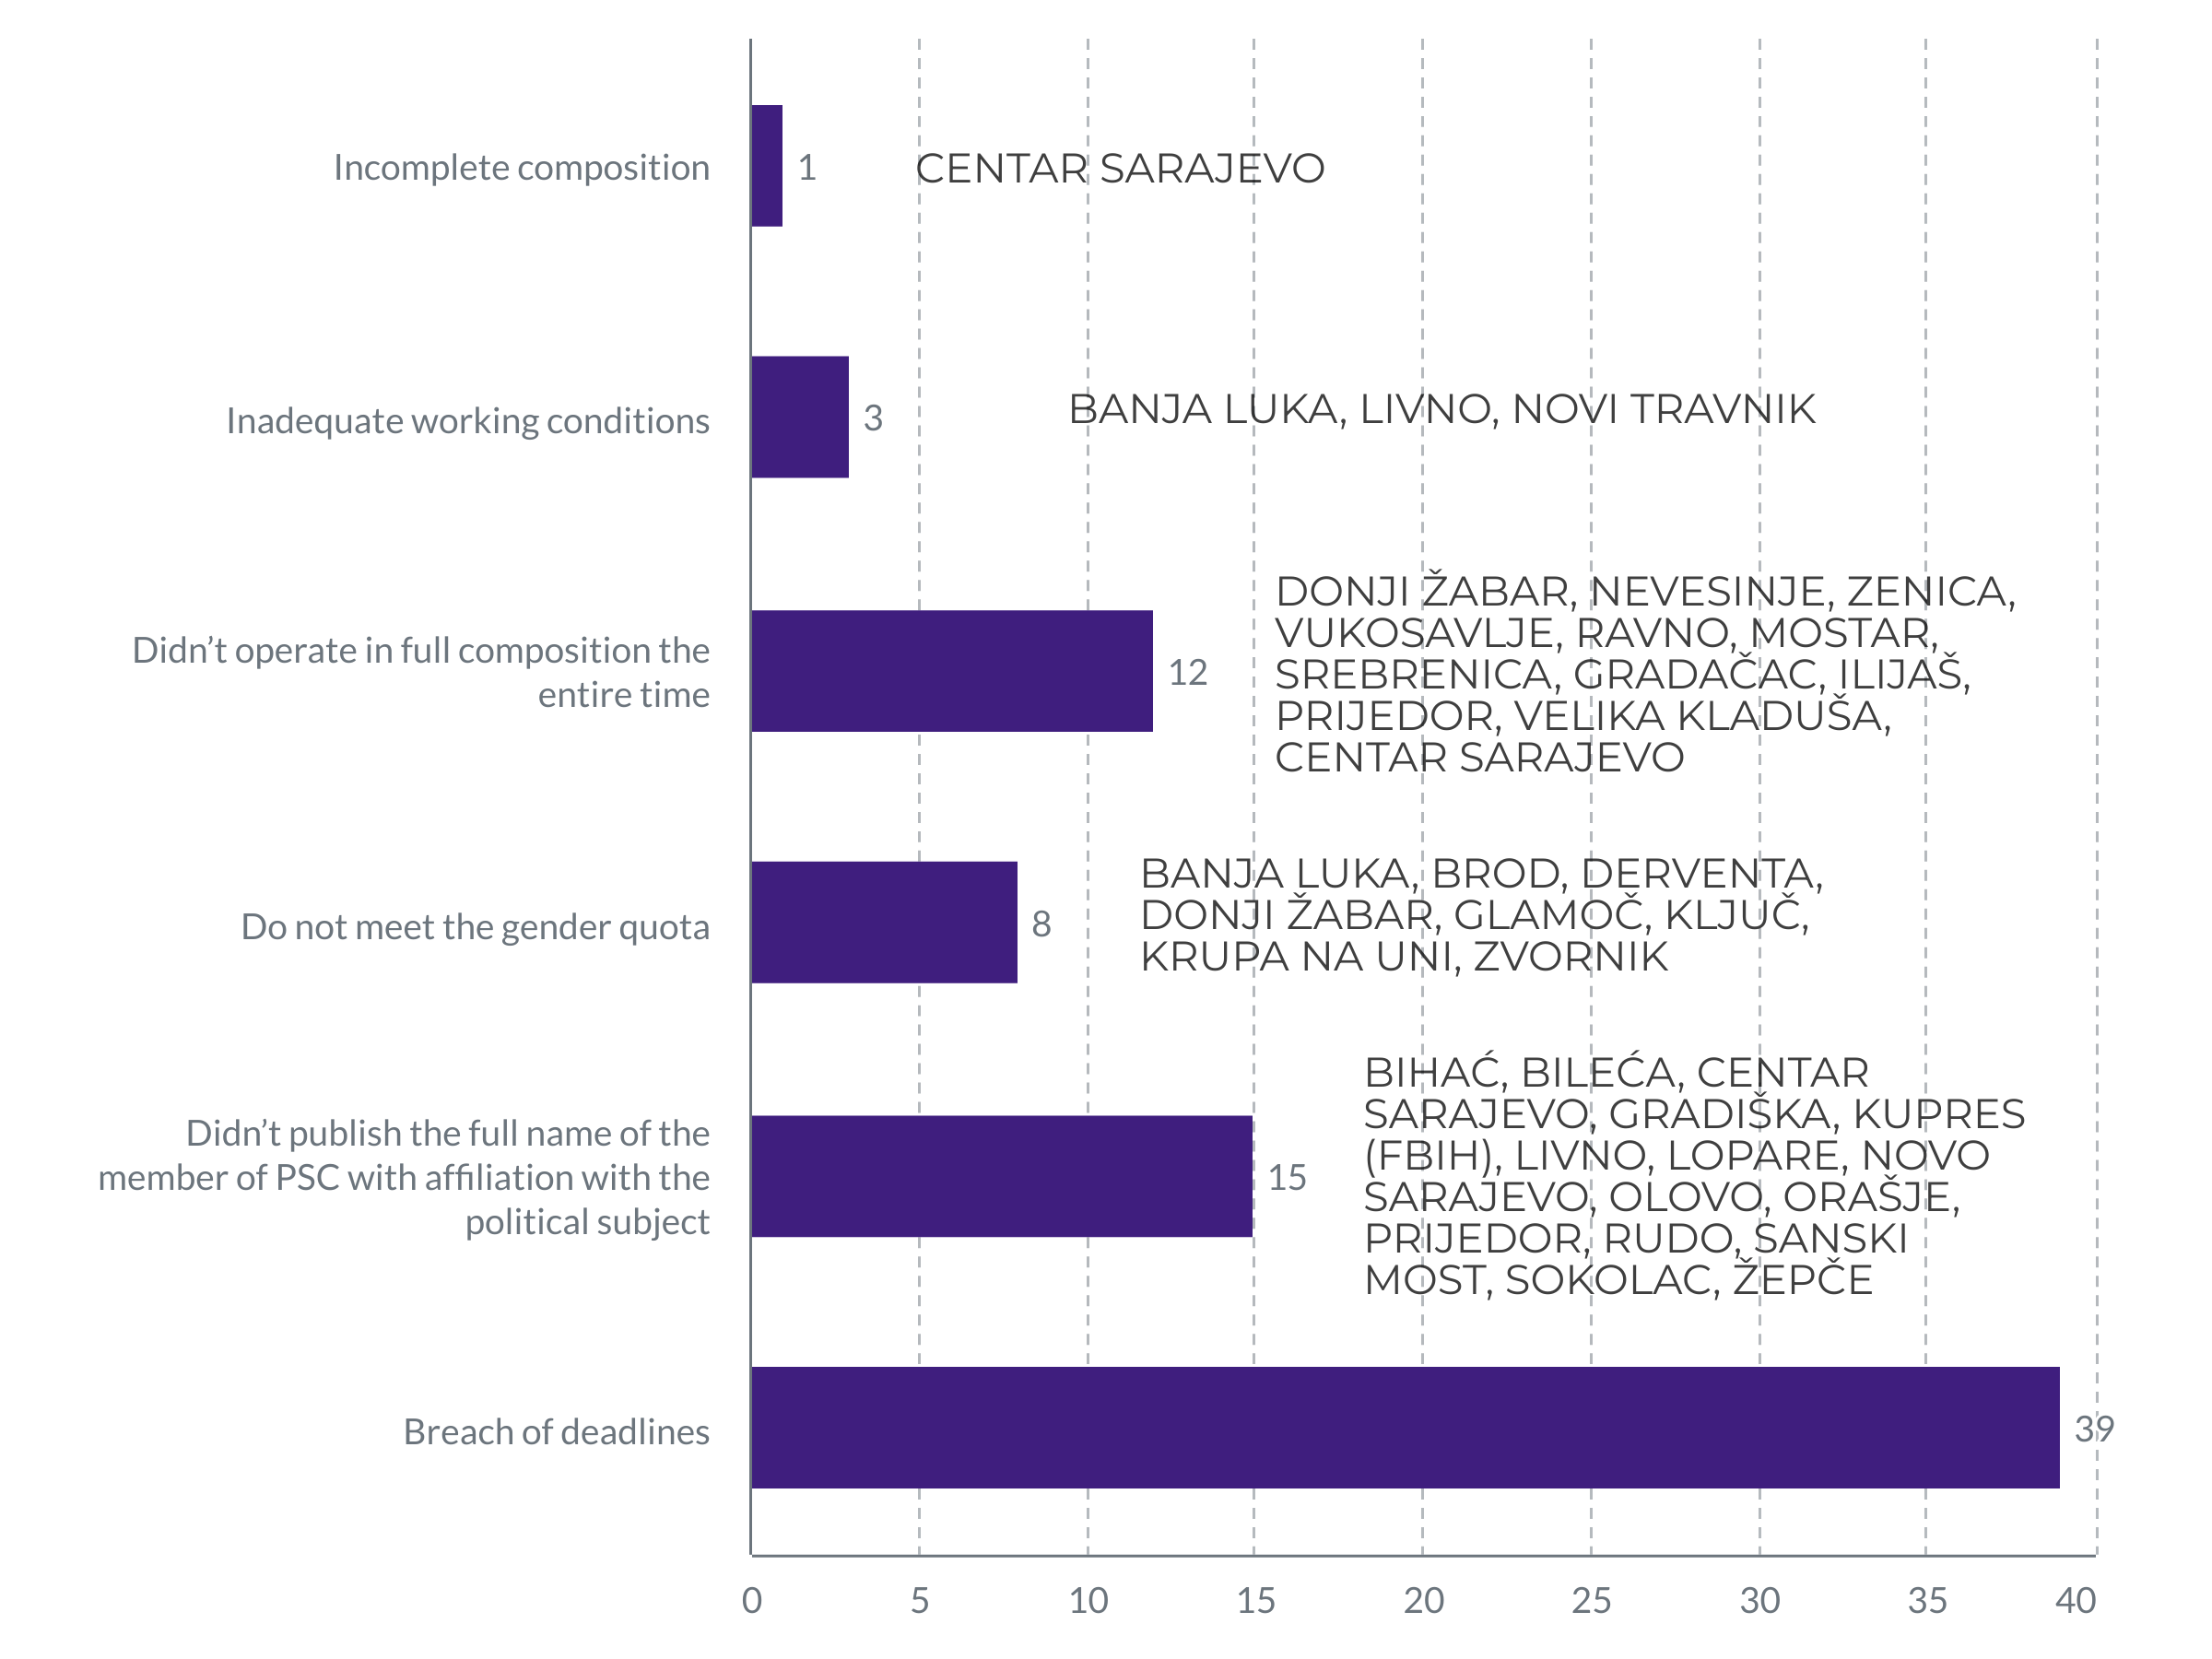 Incomplete composition
1
CENTAR SARAJEVO
Inadequate working conditions
3
BANJA LUKA, LIVNO, NOVI TRAVNIK
Didn’t operate in full composition the
entire time
12
DONJI ŽABAR, NEVESINJE, ZENICA,
VUKOSAVLJE, RAVNO, MOSTAR,
SREBRENICA, GRADAČAC, ILIJAŠ,
PRIJEDOR, VELIKA KLADUŠA,
CENTAR SARAJEVO
Do not meet the gender quota
8
BANJA LUKA, BROD, DERVENTA,
DONJI ŽABAR, GLAMOČ, KLJUČ,
KRUPA NA UNI, ZVORNIK
Didn’t publish the full name of the
member of PSC with affiliation with the
political subject
15
BIHAĆ, BILEĆA, CENTAR
SARAJEVO, GRADIŠKA, KUPRES
(FBIH), LIVNO, LOPARE, NOVO
SARAJEVO, OLOVO, ORAŠJE,
PRIJEDOR, RUDO, SANSKI
MOST, SOKOLAC, ŽEPČE
Breach of deadlines
39
0 5 10 15 20 25 30 35 40